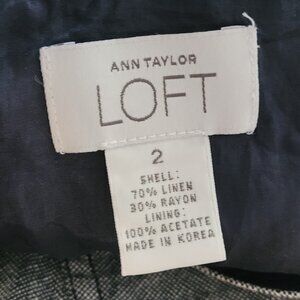 ANN TAYLOR
LOFT
2
SHELL:
70% LINEN
30% RAYON
LINING:
100% ACETATE
MADE IN KOREA